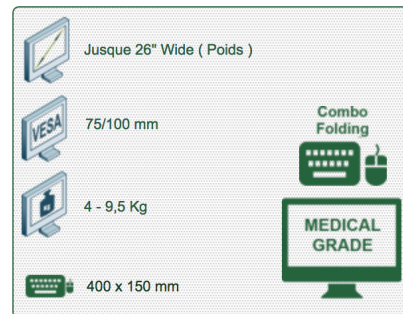 Jusque 26" Wide ( Poids )
VESA
75/100 mm
KG
4 - 9,5 Kg
400 x 150 mm
Combo
Folding
MEDICAL
GRADE